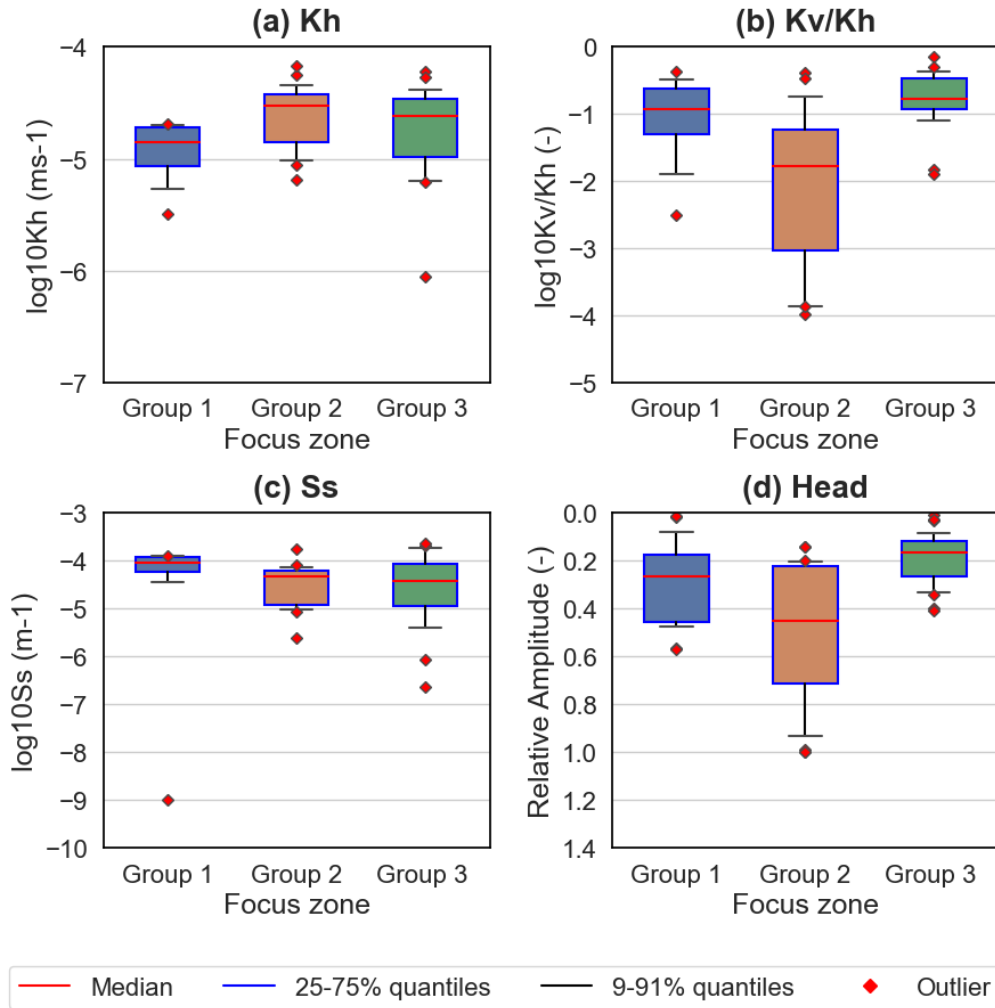 (a) Kh
log10Kh (ms-1)
−4
−5
−6
−7
Group 1 Group 2 Group 3
Focus zone
(b) Kv/Kh
log10Kv/Kh (-)
0
−1
−2
−3
−4
−5
Group 1 Group 2 Group 3
Focus zone
(c) Ss
log10Ss (m-1)
−3
−4
−5
−6
−7
−8
−9
−10
Group 1 Group 2 Group 3
Focus zone
(d) Head
Relative Amplitude (-)
0.0
0.2
0.4
0.6
0.8
1.0
1.2
1.4
Group 1 Group 2 Group 3
Focus zone
Median 25-75% quantiles 9-91% quantiles Outlier